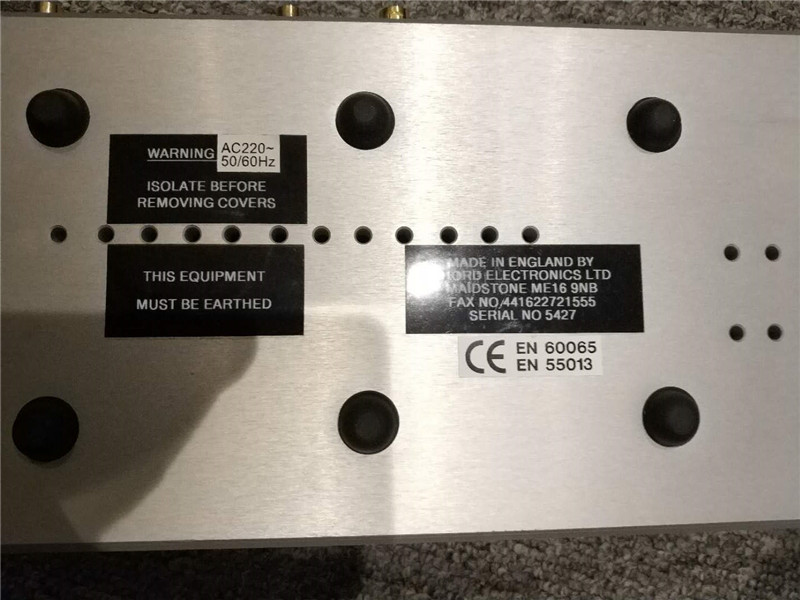 WARNING
AC220~
50/60Hz
ISOLATE BEFORE
REMOVING COVERS
THIS EQUIPMENT
MUST BE EARTHED
MADE IN ENGLAND BY
ELECTRONICS LTD
MAIDSTONE ME16 9NB
FAX NO/441622721555
SERIAL NO 5427
CE EN 60065
EN 55013